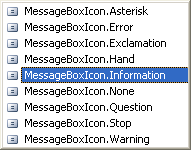 MessageBoxIcon.Asterisk
MessageBoxIcon.Error
MessageBoxIcon.Exclamation
MessageBoxIcon.Hand
MessageBoxIcon.Information
MessageBoxIcon.None
MessageBoxIcon.Question
MessageBoxIcon.Stop
MessageBoxIcon.Warning